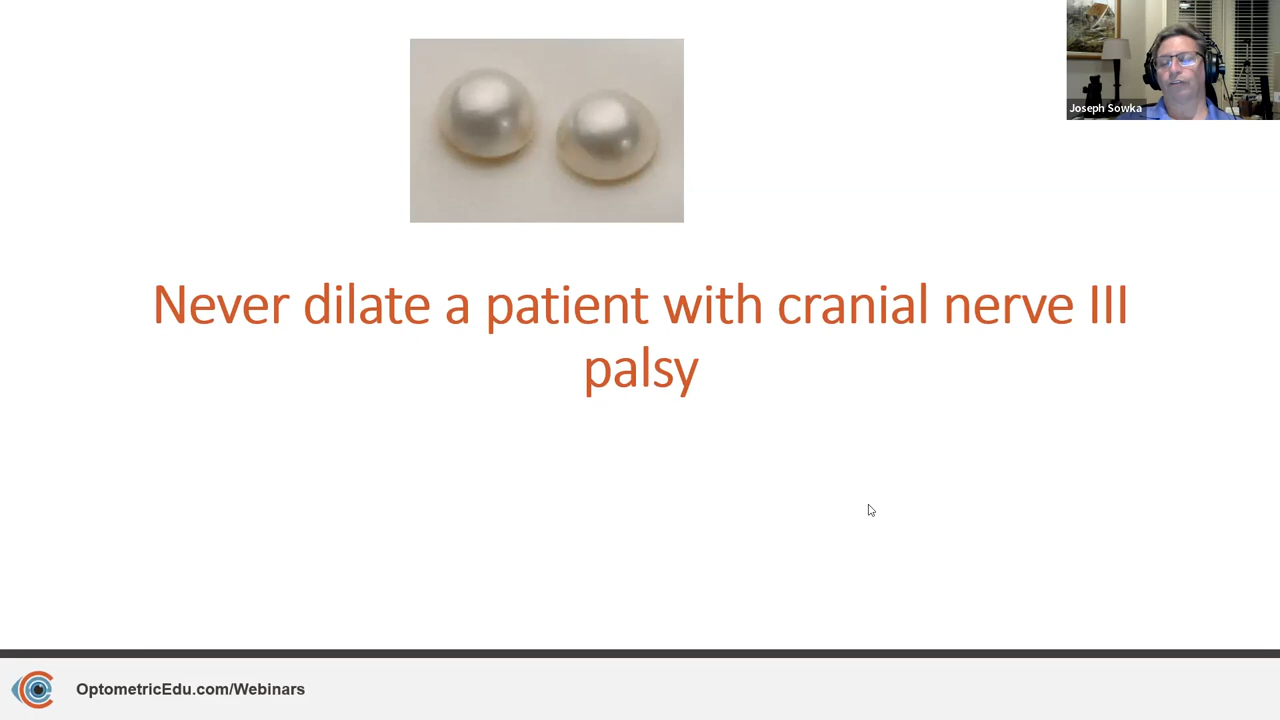 Joseph Sowka
Never dilate a patient with cranial nerve III
palsy
OptometricEdu.com/Webinars